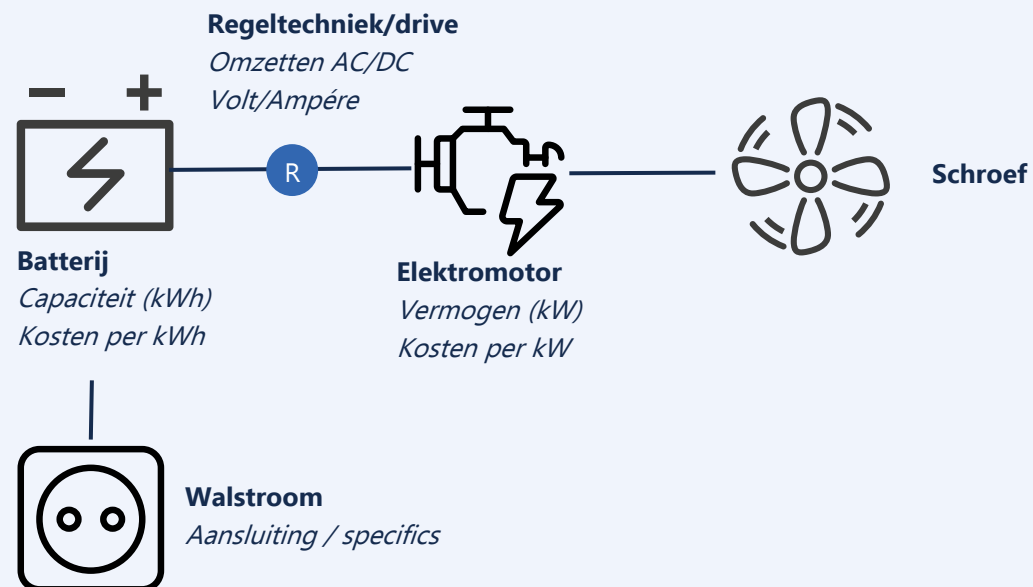 Regeltechniek/drive
Omzetten AC/DC
Volt/Ampére
R
Schroef
Batterij
Capaciteit (kWh)
Kosten per kWh
Elektromotor
Vermogen (kW)
Kosten per kW
Walstroom
Aansluiting / specifics